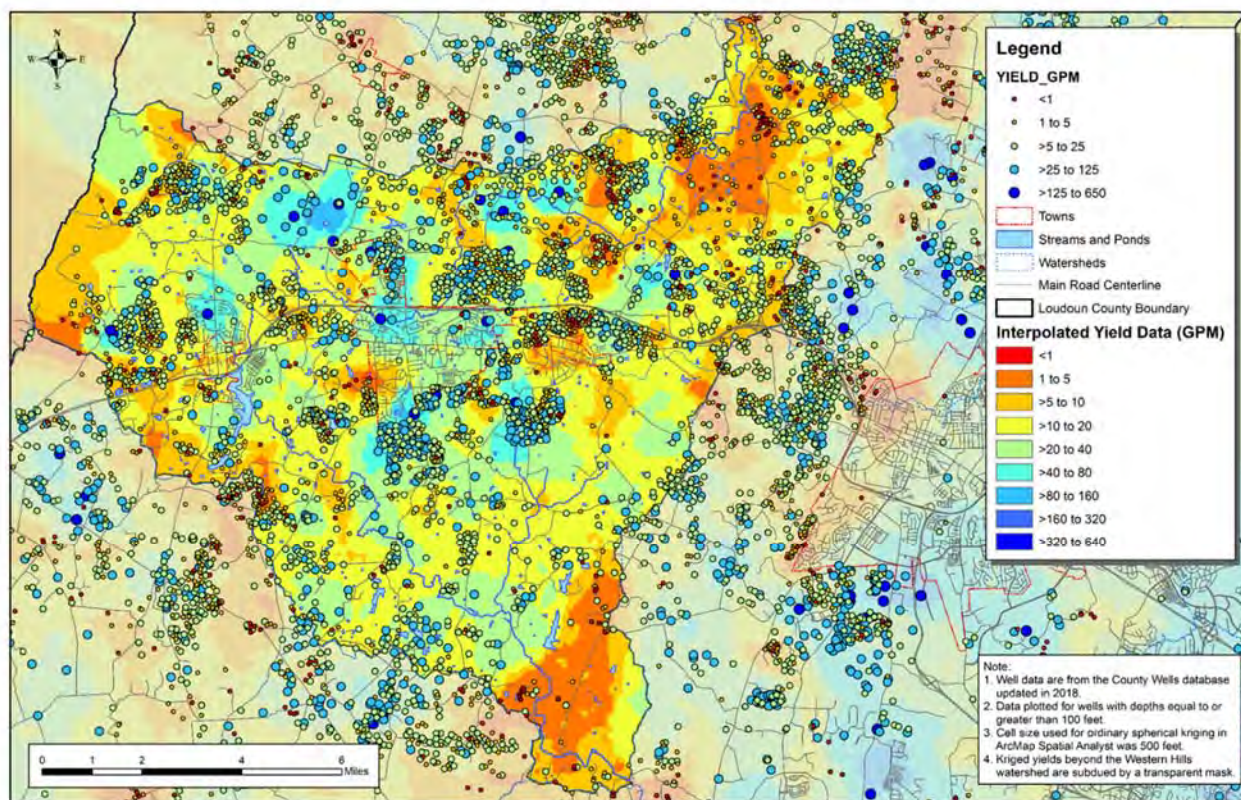 N
W E
S
Legend
YIELD_GPM
<1
1 to 5
>5 to 25
>25 to 125
>125 to 650
Towns
Streams and Ponds
Watersheds
Main Road Centerline
Loudoun County Boundary
Interpolated Yield Data (GPM)
<1
1 to 5
>5 to 10
>10 to 20
>20 to 40
>40 to 80
>80 to 160
>160 to 320
>320 to 640
Note:
1. Well data are from the County Wells database
updated in 2018.
2. Data plotted for wells with depths equal to or
greater than 100 feet.
3. Cell size used for ordinary spherical kriging in
ArcMap Spatial Analyst was 500 feet.
4. Kriged yields beyond the Western Hills
watershed are subdued by a transparent mask.
0 1 2 4 6
Miles